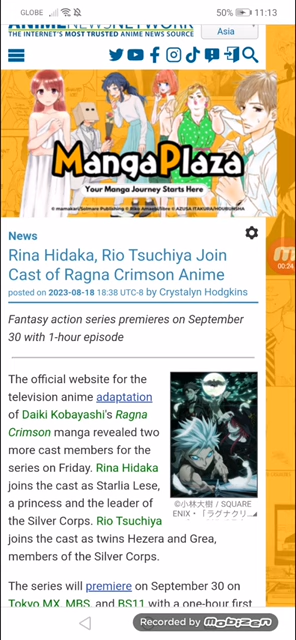 GLOBE
50%
11:13
ANIMENEWSNETWORK
THE INTERNET'S MOST TRUSTED ANIME NEWS SOURCE
Asia
MangaPlaza
Your Manga Journey Starts Here
News
Rina Hidaka, Rio Tsuchiya Join
Cast of Ragna Crimson Anime
posted on 2023-08-18 18:38 UTC-8 by Crystalyn Hodgkins
Fantasy action series premieres on September
30 with 1-hour episode
The official website for the
television anime adaptation
of Daiki Kobayashi's Ragna
Crimson manga revealed two
more cast members for the
series on Friday. Rina Hidaka
joins the cast as Starlia Lese,
a princess and the leader of
the Silver Corps. Rio Tsuchiya
joins the cast as twins Hezera and Grea,
members of the Silver Corps.
©小林大樹 / SQUARE
ENIX・「ラグナクリ...
The series will premiere on September 30 on
Tokyo MX, MBS, and BS11 with a one-hour first
00:24
Recorded by mobizen